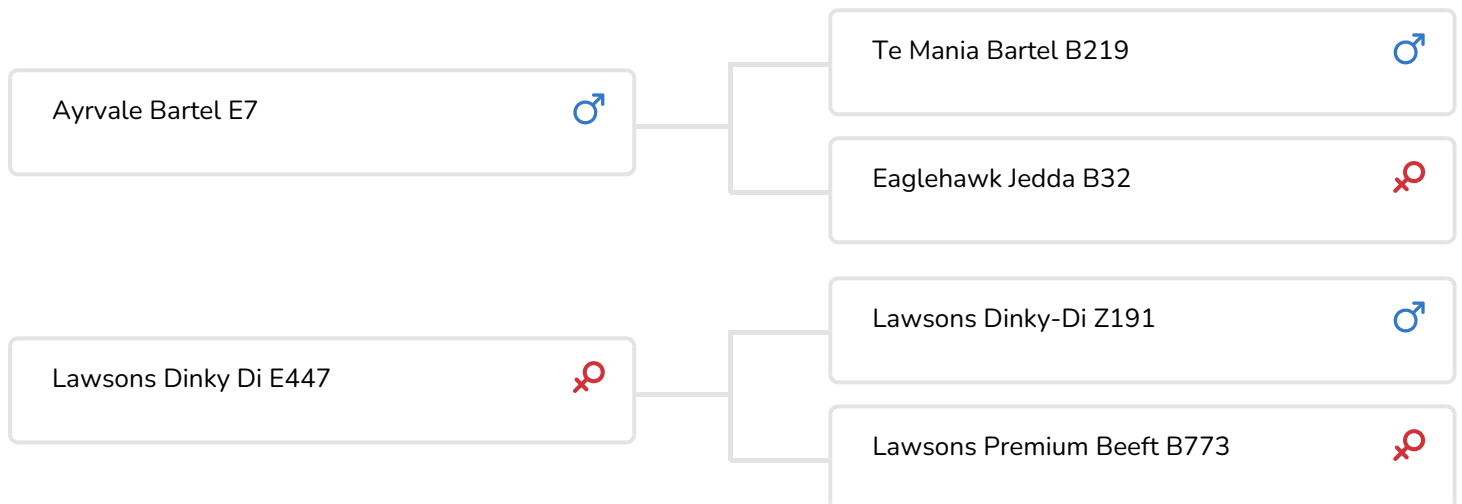 Ayrvale Bartel E7
Te Mania Bartel B219
Eaglehawk Jedda B32
Lawsons Dinky Di E447
Lawsons Dinky-Di Z191
Lawsons Premium Beeft B773